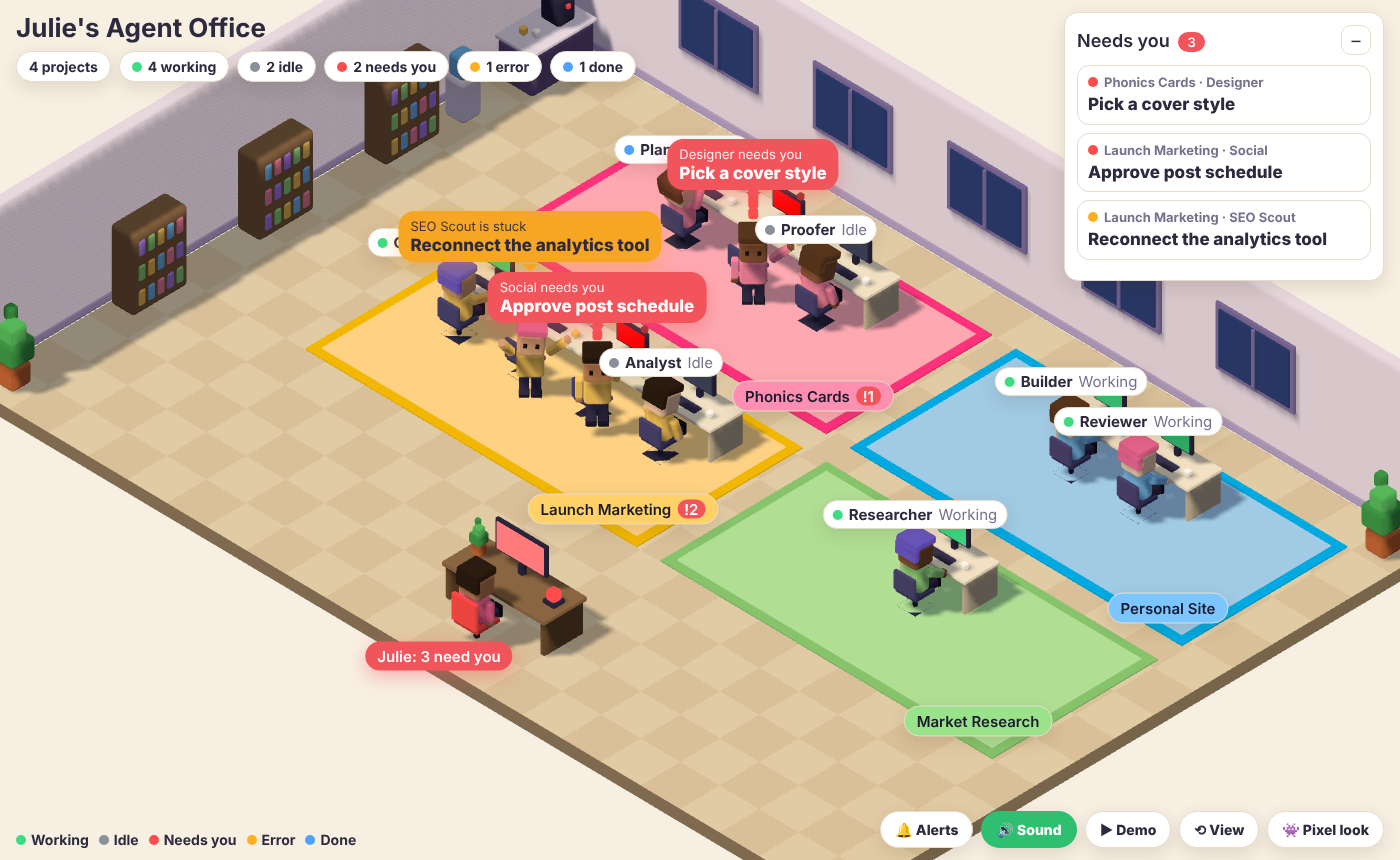 Julie's Agent Office
4 projects
4 working
2 idle
2 needs you
1 error
1 done
Needs you 3
−
Phonics Cards · Designer
Pick a cover style
Launch Marketing · Social
Approve post schedule
Launch Marketing · SEO Scout
Reconnect the analytics tool
Designer needs you
Pick a cover style
Proofer Idle
SEO Scout is stuck
Reconnect the analytics tool
Social needs you
Approve post schedule
Analyst Idle
Phonics Cards !1
Builder Working
Reviewer Working
Launch Marketing !2
Researcher Working
Personal Site
Julie: 3 need you
Market Research
Working
Idle
Needs you
Error
Done
Alerts
Sound
Demo
View
Pixel look